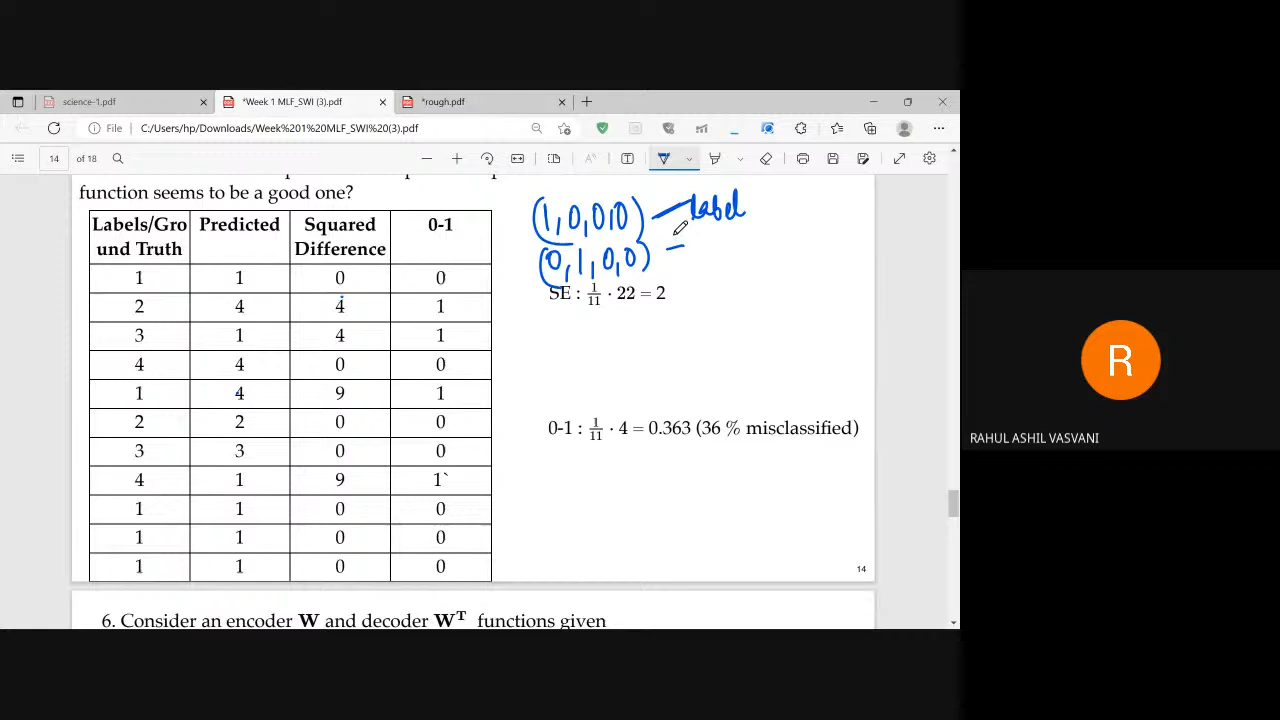 science-1.pdf
*Week 1 MLF_SWI (3).pdf
*rough.pdf
File
C:/Users/hp/Downloads/Week%201%20MLF_SWI%20(3).pdf
14 of 18
function seems to be a good one?
Labels/Gro und Truth Predicted Squared Difference 0-1
1 1 0 0
2 4 4 1
3 1 4 1
4 4 0 0
1 4 9 1
2 2 0 0
3 3 0 0
4 1 9 1`
1 1 0 0
1 1 0 0
1 1 0 0
(1,0,0,0) — Label
(0,1,0,0) —
SE : 1/11 · 22 = 2
0-1 : 1/11 · 4 = 0.363 (36 % misclassified)
14
6. Consider an encoder W and decoder Wᵀ functions given
R
RAHUL ASHIL VASVANI